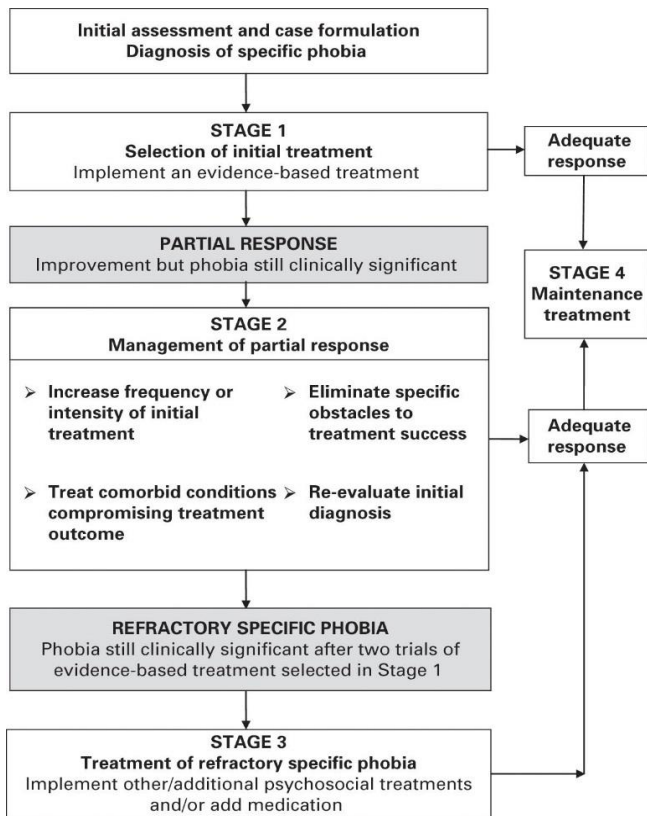 Initial assessment and case formulation
Diagnosis of specific phobia
STAGE 1
Selection of initial treatment
Implement an evidence-based treatment
Adequate
response
PARTIAL RESPONSE
Improvement but phobia still clinically significant
STAGE 4
Maintenance
treatment
STAGE 2
Management of partial response
➢ Increase frequency or
intensity of initial
treatment
➢ Eliminate specific
obstacles to
treatment success
➢ Treat comorbid conditions
compromising treatment
outcome
➢ Re-evaluate initial
diagnosis
Adequate
response
REFRACTORY SPECIFIC PHOBIA
Phobia still clinically significant after two trials of
evidence-based treatment selected in Stage 1
STAGE 3
Treatment of refractory specific phobia
Implement other/additional psychosocial treatments
and/or add medication